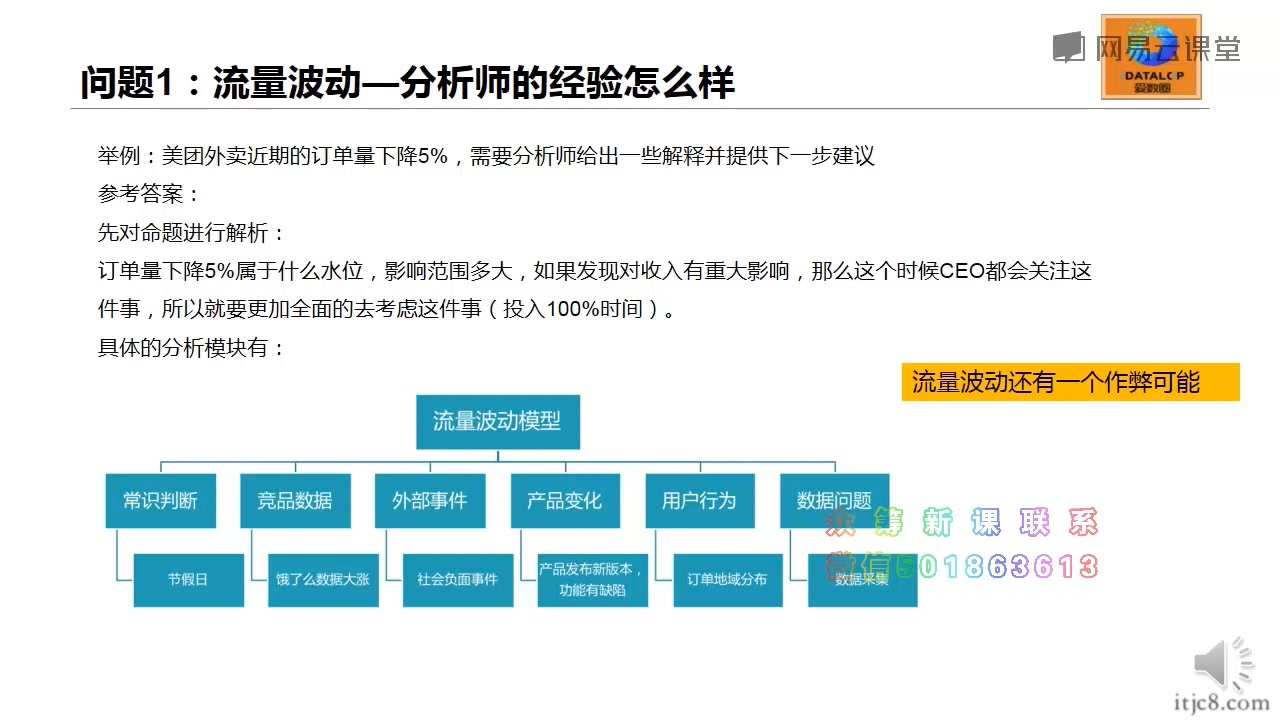 网易云课堂
DATALO P
爱数圈
问题1：流量波动—分析师的经验怎么样
举例：美团外卖近期的订单量下降5%，需要分析师给出一些解释并提供下一步建议
参考答案：
先对命题进行解析：
订单量下降5%属于什么水位，影响范围多大，如果发现对收入有重大影响，那么这个时候CEO都会关注这
件事，所以就要更加全面的去考虑这件事（投入100%时间）。
具体的分析模块有：
流量波动还有一个作弊可能
流量波动模型
常识判断 竞品数据 外部事件 产品变化 用户行为 数据问题
众筹新课联系
节假日 饿了么数据大涨 社会负面事件 产品发布新版本， 订单地域分布 数据采集
功能有缺陷
微信501863613
itjc8.com